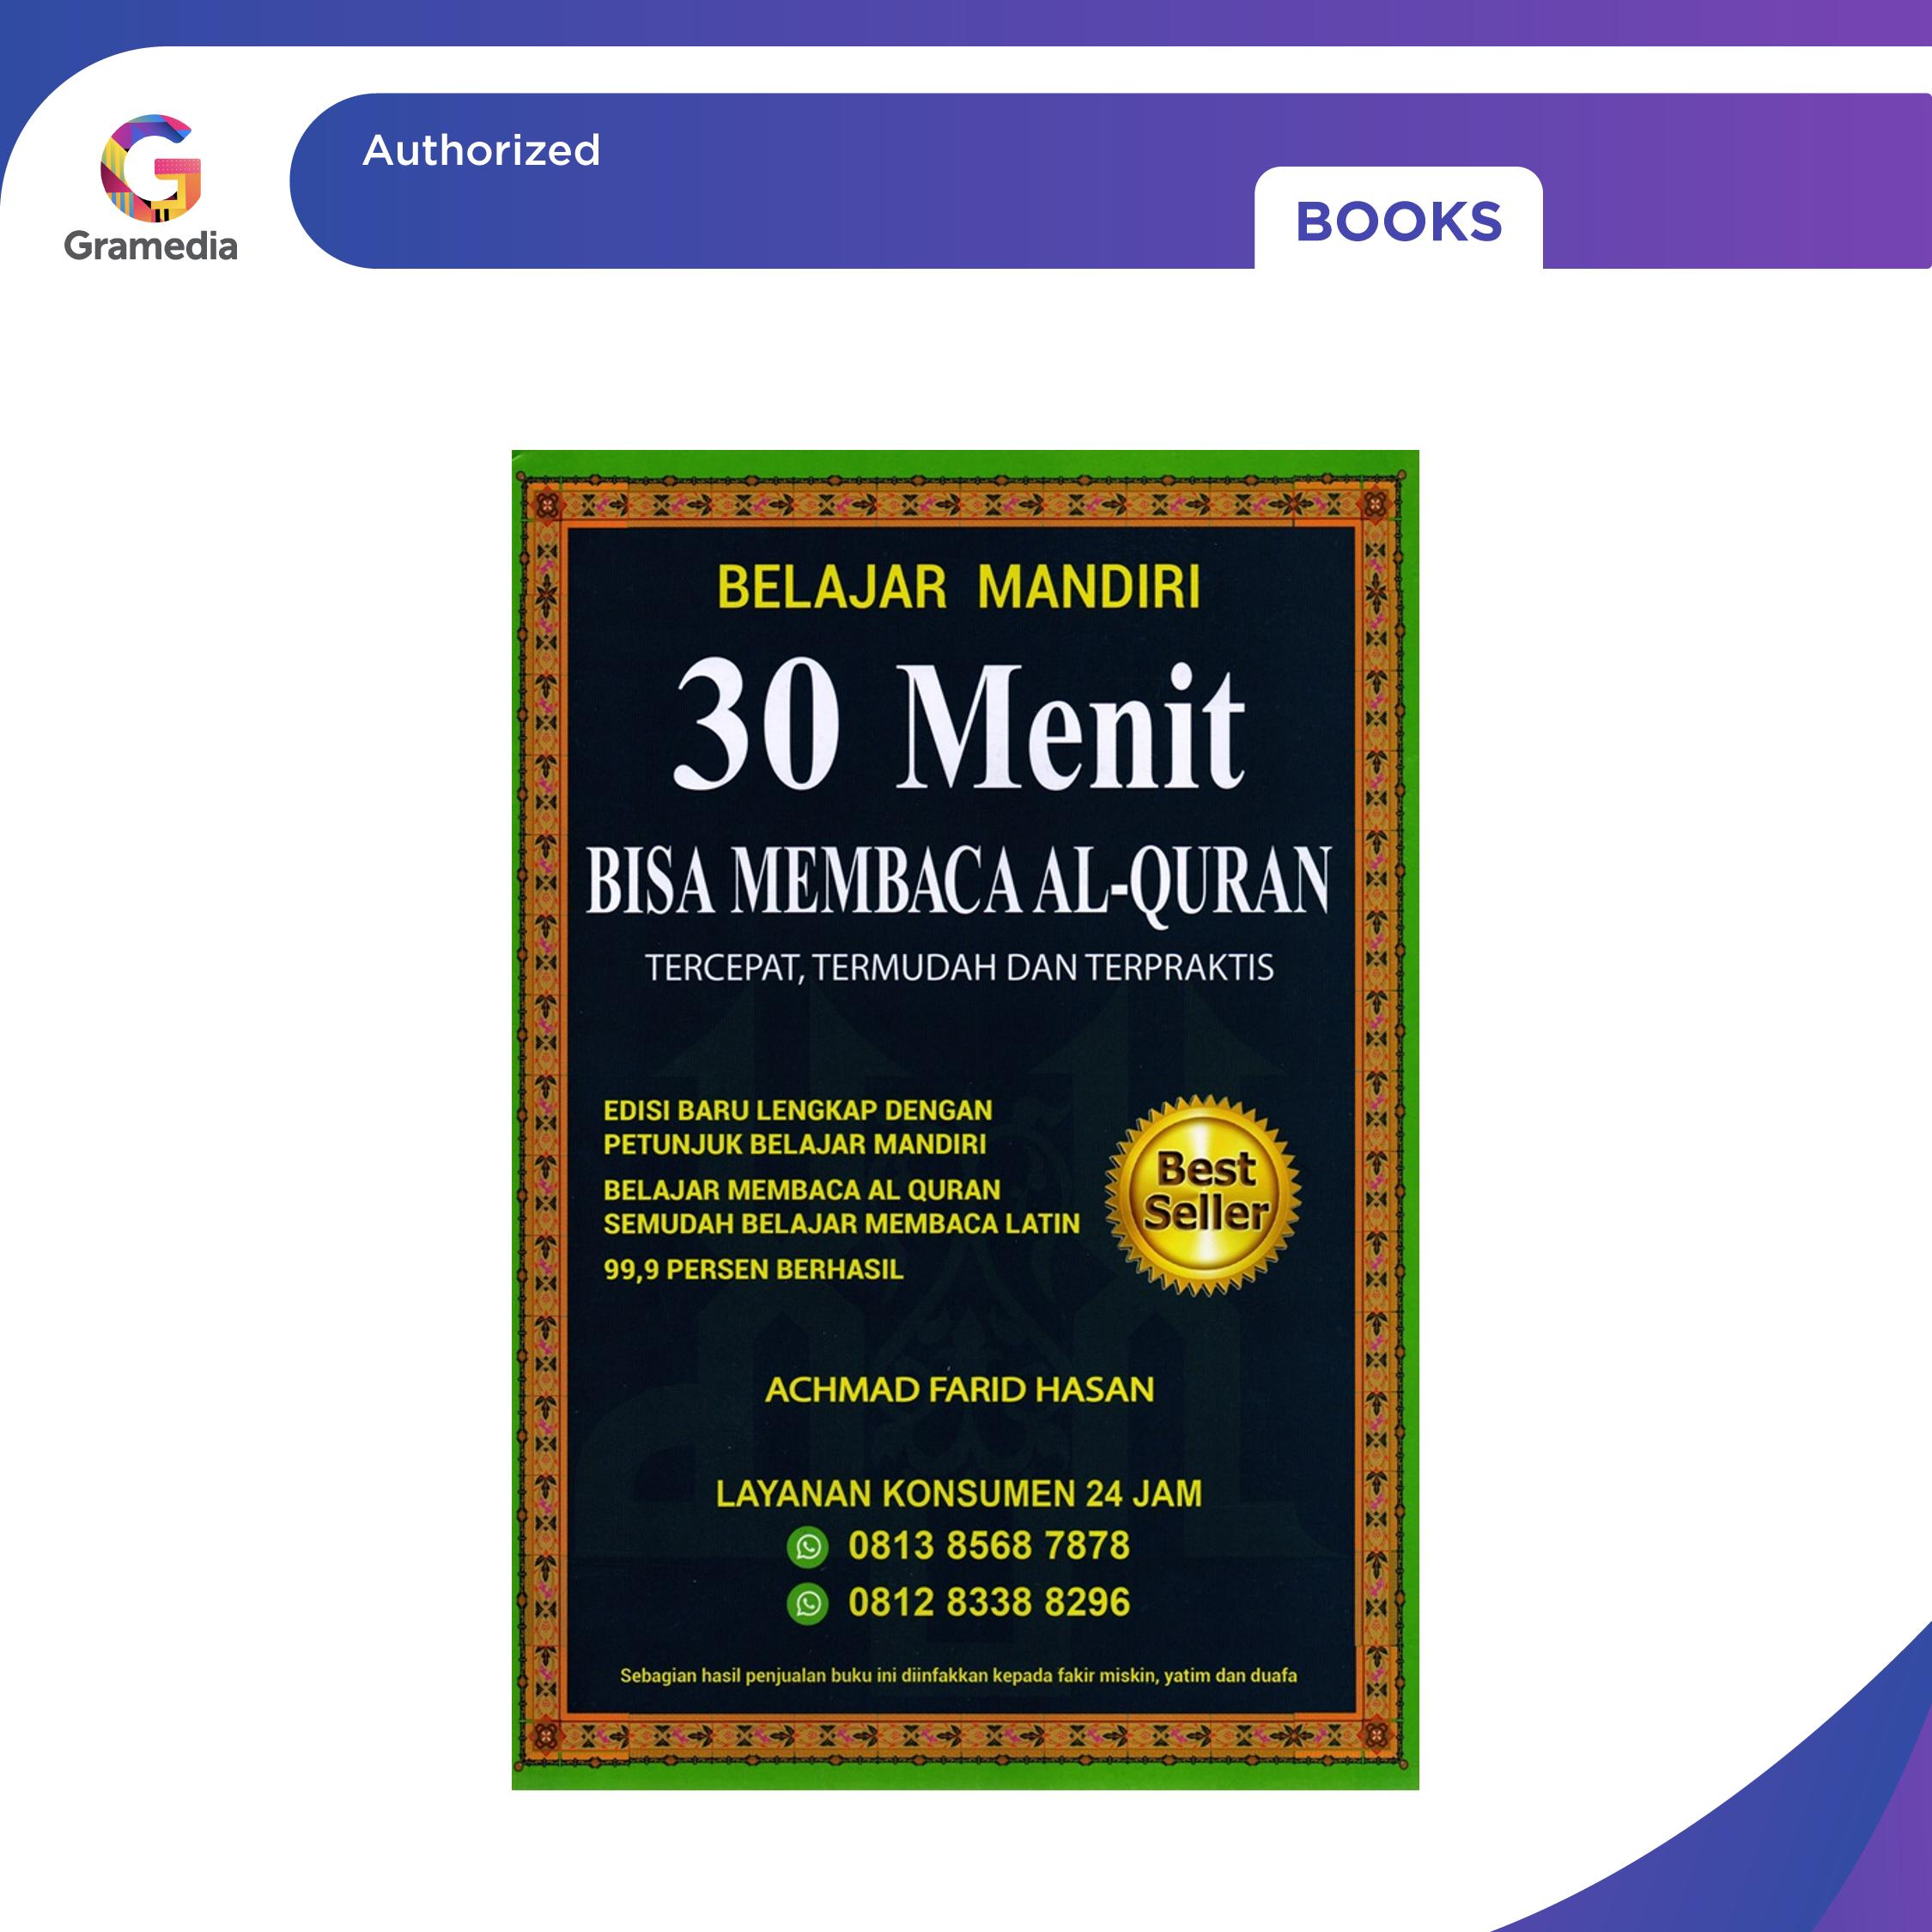 Gramedia
Authorized
BOOKS
BELAJAR MANDIRI
30 Menit
BISA MEMBACA AL-QURAN
TERCEPAT, TERMUDAH DAN TERPRAKTIS
EDISI BARU LENGKAP DENGAN
PETUNJUK BELAJAR MANDIRI
BELAJAR MEMBACA AL QURAN
SEMUDAH BELAJAR MEMBACA LATIN
99,9 PERSEN BERHASIL
Best
Seller
ACHMAD FARID HASAN
LAYANAN KONSUMEN 24 JAM
0813 8568 7878
0812 8338 8296
Sebagian hasil penjualan buku ini diinfakkan kepada fakir miskin, yatim dan duafa